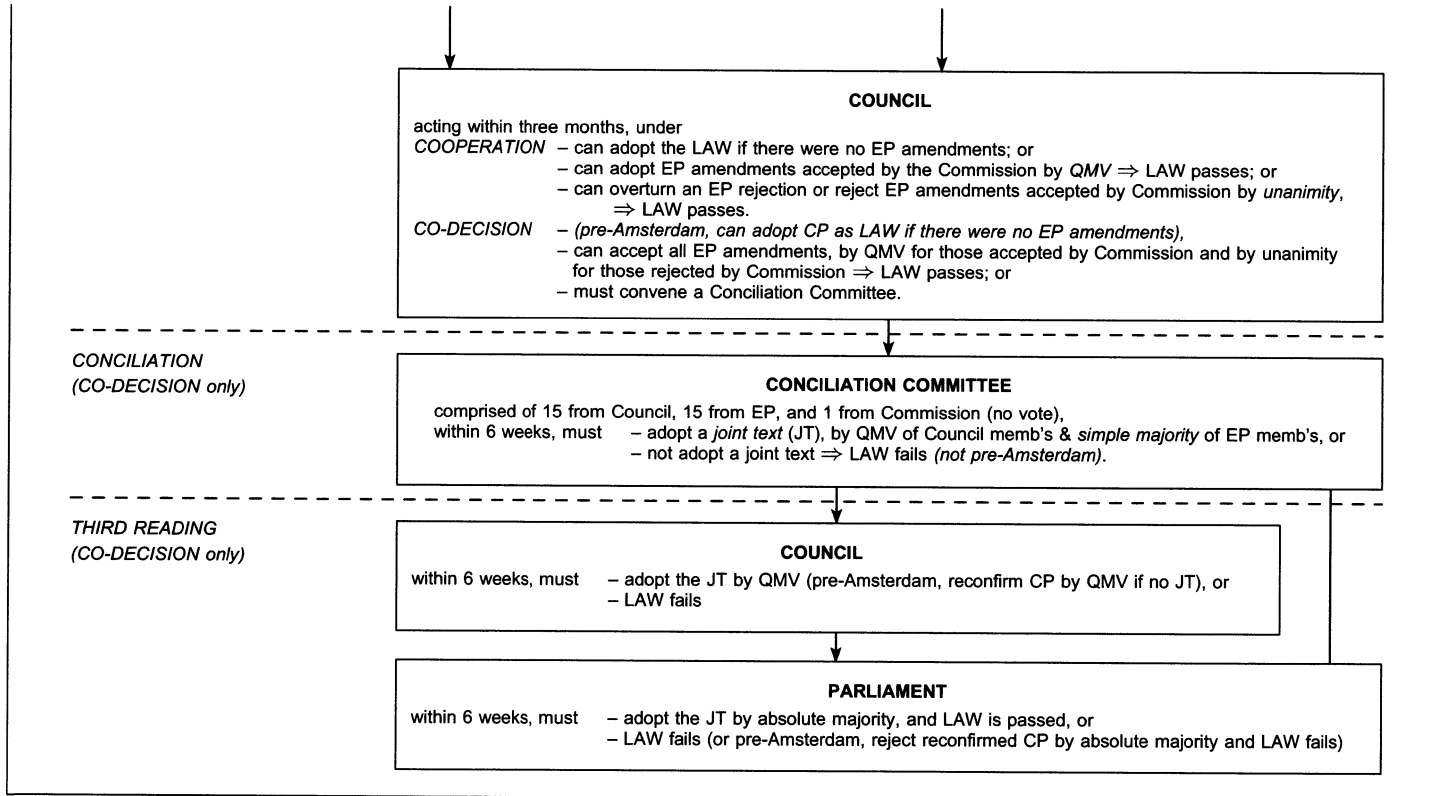 COUNCIL
acting within three months, under
COOPERATION – can adopt the LAW if there were no EP amendments; or
– can adopt EP amendments accepted by the Commission by QMV ⇒ LAW passes; or
– can overturn an EP rejection or reject EP amendments accepted by Commission by unanimity,
⇒ LAW passes.
CO-DECISION – (pre-Amsterdam, can adopt CP as LAW if there were no EP amendments),
– can accept all EP amendments, by QMV for those accepted by Commission and by unanimity
for those rejected by Commission ⇒ LAW passes; or
– must convene a Conciliation Committee.
CONCILIATION
(CO-DECISION only)
CONCILIATION COMMITTEE
comprised of 15 from Council, 15 from EP, and 1 from Commission (no vote),
within 6 weeks, must – adopt a joint text (JT), by QMV of Council memb's & simple majority of EP memb's, or
– not adopt a joint text ⇒ LAW fails (not pre-Amsterdam).
THIRD READING
(CO-DECISION only)
COUNCIL
within 6 weeks, must – adopt the JT by QMV (pre-Amsterdam, reconfirm CP by QMV if no JT), or
– LAW fails
PARLIAMENT
within 6 weeks, must – adopt the JT by absolute majority, and LAW is passed, or
– LAW fails (or pre-Amsterdam, reject reconfirmed CP by absolute majority and LAW fails)